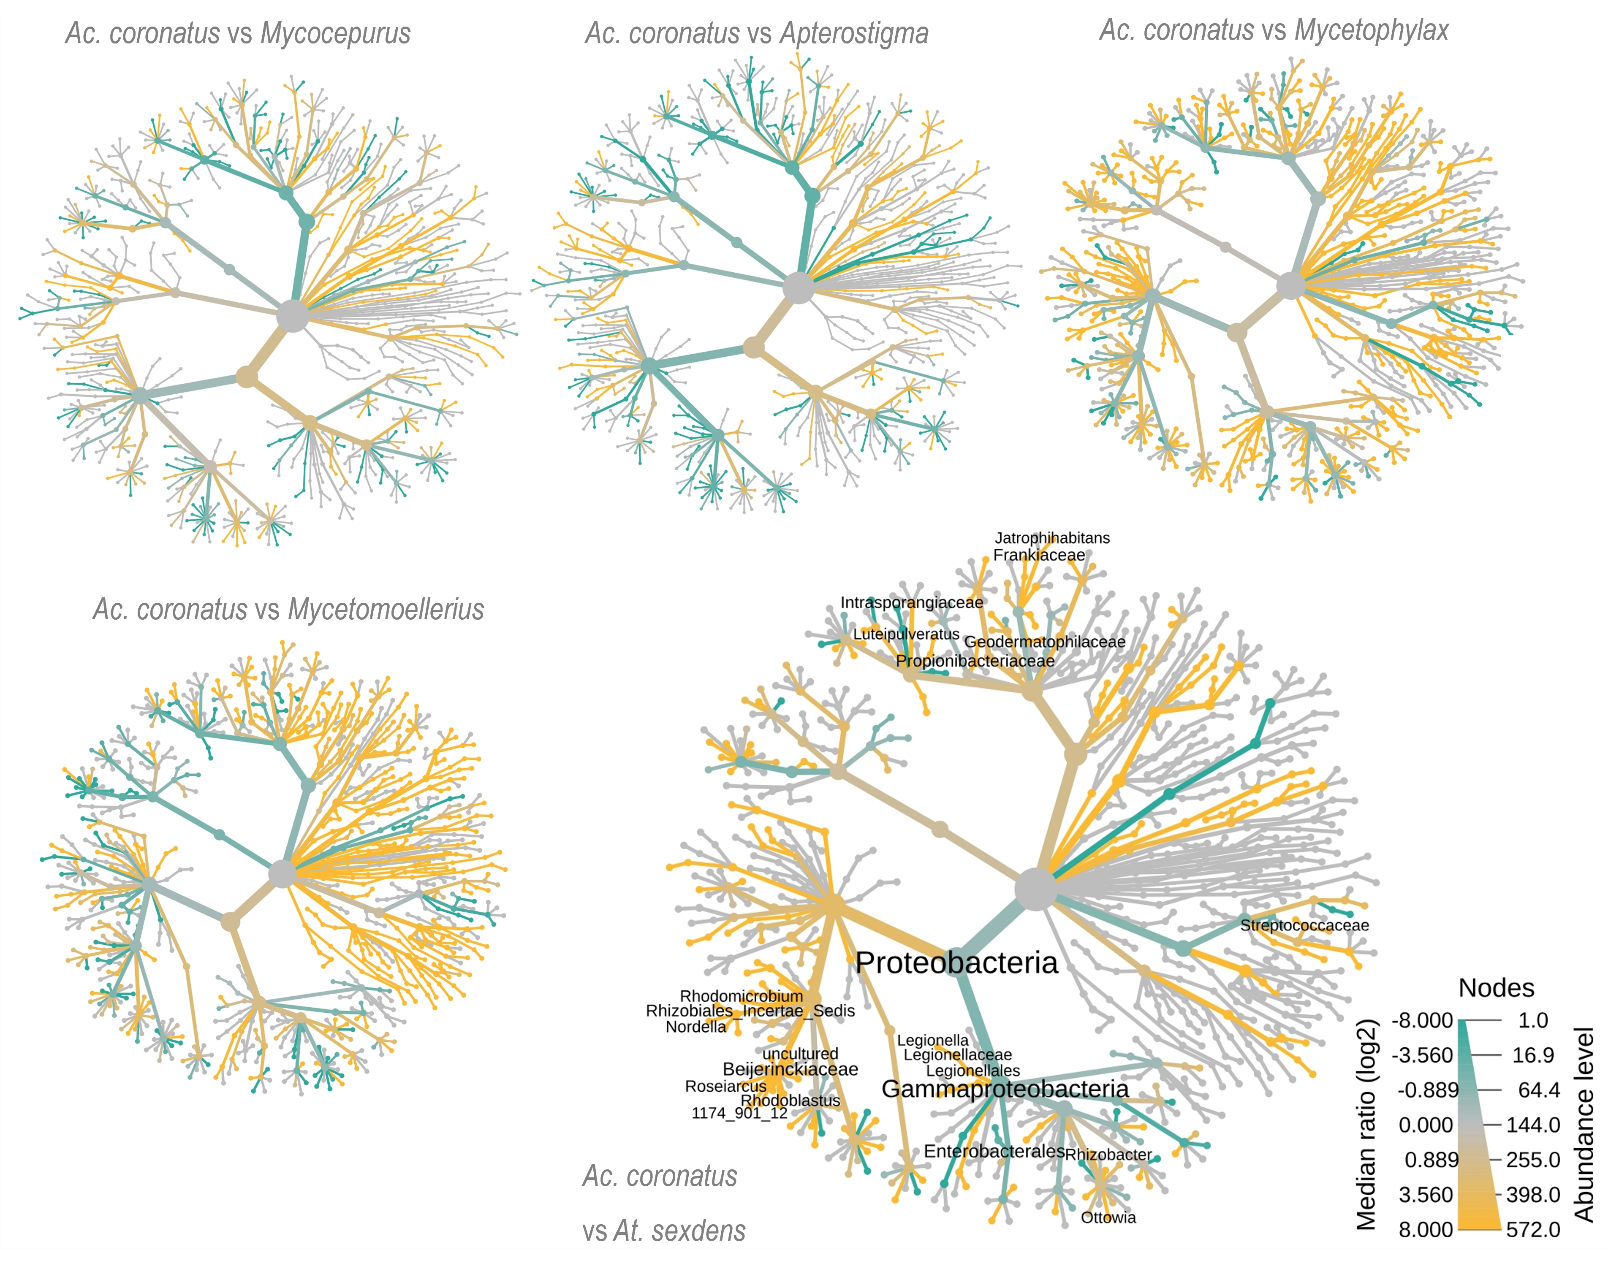 Ac. coronatus vs Mycocepurus
Ac. coronatus vs Apterostigma
Ac. coronatus vs Mycetophylax
Ac. coronatus vs Mycetomoellerius
Jatrophihabitans
Frankiaceae
Intrasporangiaceae
Luteipulveratus
Geodermatophilaceae
Propionibacteriaceae
Streptococcaceae
Proteobacteria
Rhodomicrobium
Rhizobiales_Incertae_Sedis
Nordella
uncultured
Beijerinckiaceae
Roseiarcus
Rhodoblastus
1174_901_12
Legionella
Legionellaceae
Legionellales
Gammaproteobacteria
Enterobacterales
Rhizobacter
Ottowia
Ac. coronatus
vs At. sexdens
Nodes
Median ratio (log2)
Abundance level
-8.000 1.0
-3.560 16.9
-0.889 64.4
0.000 144.0
0.889 255.0
3.560 398.0
8.000 572.0